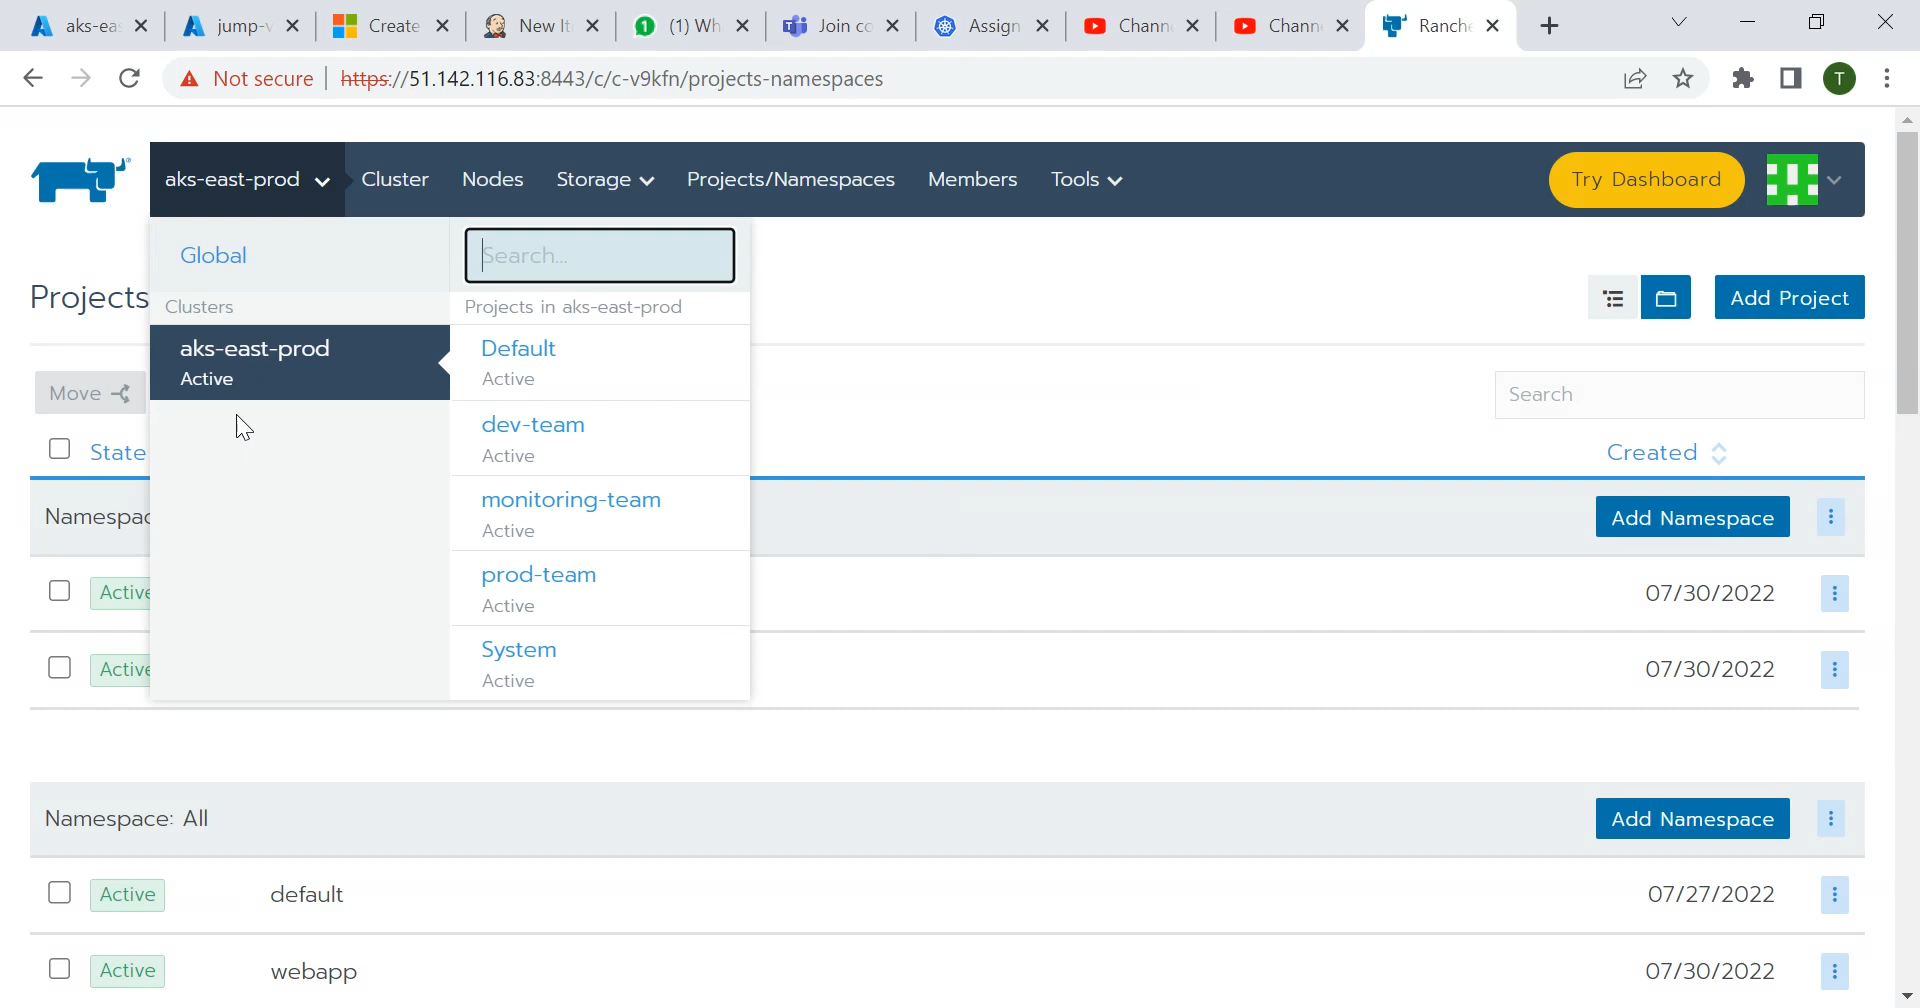 aks-ea
jump-v
Create
New It
(1) Wh
Join co
Assign
Chann
Chann
Ranche
Not secure
https://51.142.116.83:8443/c/c-v9kfn/projects-namespaces
T
aks-east-prod
Cluster
Nodes
Storage
Projects/Namespaces
Members
Tools
Try Dashboard
Global
Search...
Projects
Clusters
Projects in aks-east-prod
Add Project
aks-east-prod
Active
Default
Active
Move
Search
dev-team
Active
State
Created
monitoring-team
Active
Namespac
Add Namespace
prod-team
Active
Active
07/30/2022
System
Active
Active
07/30/2022
Namespace: All
Add Namespace
Active
default
07/27/2022
Active
webapp
07/30/2022